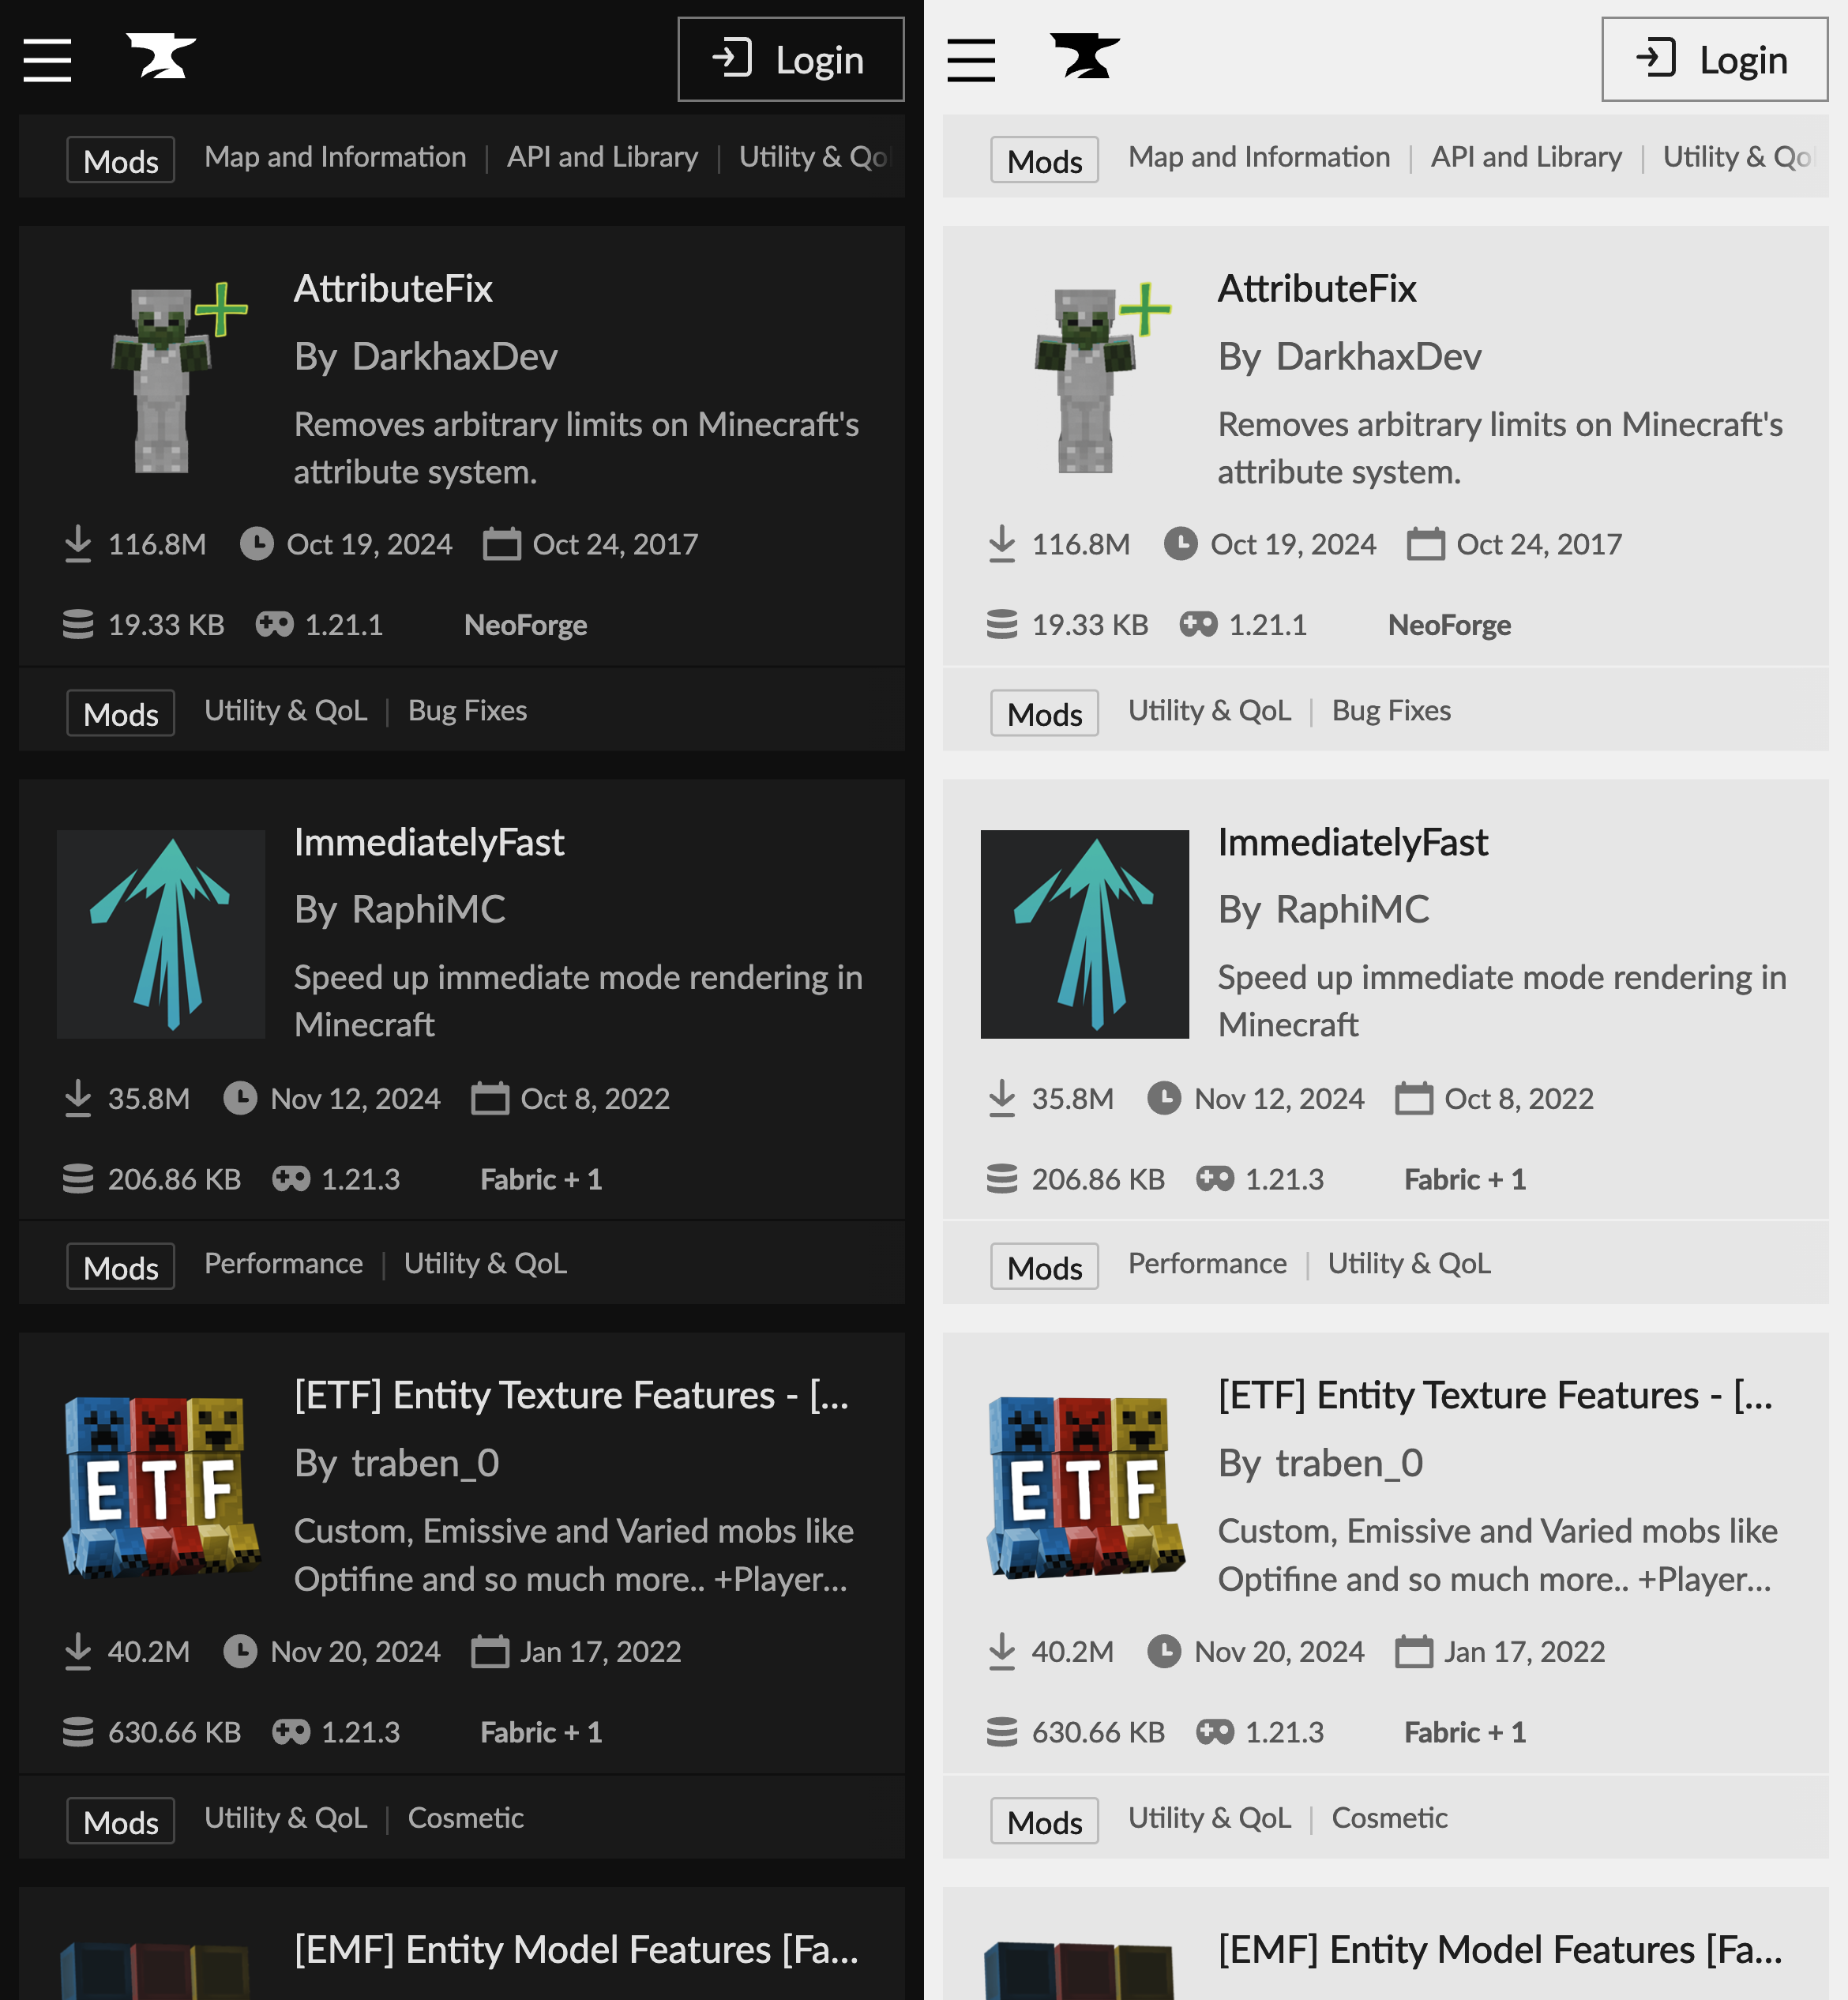 Login
Mods Map and Information | API and Library | Utility & Qo
AttributeFix
By DarkhaxDev
Removes arbitrary limits on Minecraft's
attribute system.
116.8M Oct 19, 2024 Oct 24, 2017
19.33 KB 1.21.1 NeoForge
Mods Utility & QoL | Bug Fixes
ImmediatelyFast
By RaphiMC
Speed up immediate mode rendering in
Minecraft
35.8M Nov 12, 2024 Oct 8, 2022
206.86 KB 1.21.3 Fabric + 1
Mods Performance | Utility & QoL
ETF
[ETF] Entity Texture Features - [...
By traben_0
Custom, Emissive and Varied mobs like
Optifine and so much more.. +Player...
40.2M Nov 20, 2024 Jan 17, 2022
630.66 KB 1.21.3 Fabric + 1
Mods Utility & QoL | Cosmetic
[EMF] Entity Model Features [Fa...
Login
Mods Map and Information | API and Library | Utility & Qo
AttributeFix
By DarkhaxDev
Removes arbitrary limits on Minecraft's
attribute system.
116.8M Oct 19, 2024 Oct 24, 2017
19.33 KB 1.21.1 NeoForge
Mods Utility & QoL | Bug Fixes
ImmediatelyFast
By RaphiMC
Speed up immediate mode rendering in
Minecraft
35.8M Nov 12, 2024 Oct 8, 2022
206.86 KB 1.21.3 Fabric + 1
Mods Performance | Utility & QoL
ETF
[ETF] Entity Texture Features - [...
By traben_0
Custom, Emissive and Varied mobs like
Optifine and so much more.. +Player...
40.2M Nov 20, 2024 Jan 17, 2022
630.66 KB 1.21.3 Fabric + 1
Mods Utility & QoL | Cosmetic
[EMF] Entity Model Features [Fa...